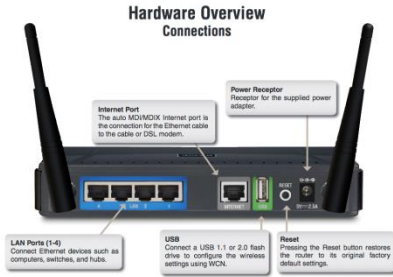 Hardware Overview
Connections
Power Receptor
Receptor for the supplied power
adapter.
Internet Port
The auto MDI/MDIX Internet port is
the connection for the Ethernet cable
to the cable or DSL modem.
RESET
4
LAN
INTERNET
USB
LAN Ports (1-4)
Connect Ethernet devices such as
computers, switches, and hubs.
USB
Connect a USB 1.1 or 2.0 flash
drive to configure the wireless
settings using WCN.
Reset
Pressing the Reset button restores
the router to its original factory
default settings.